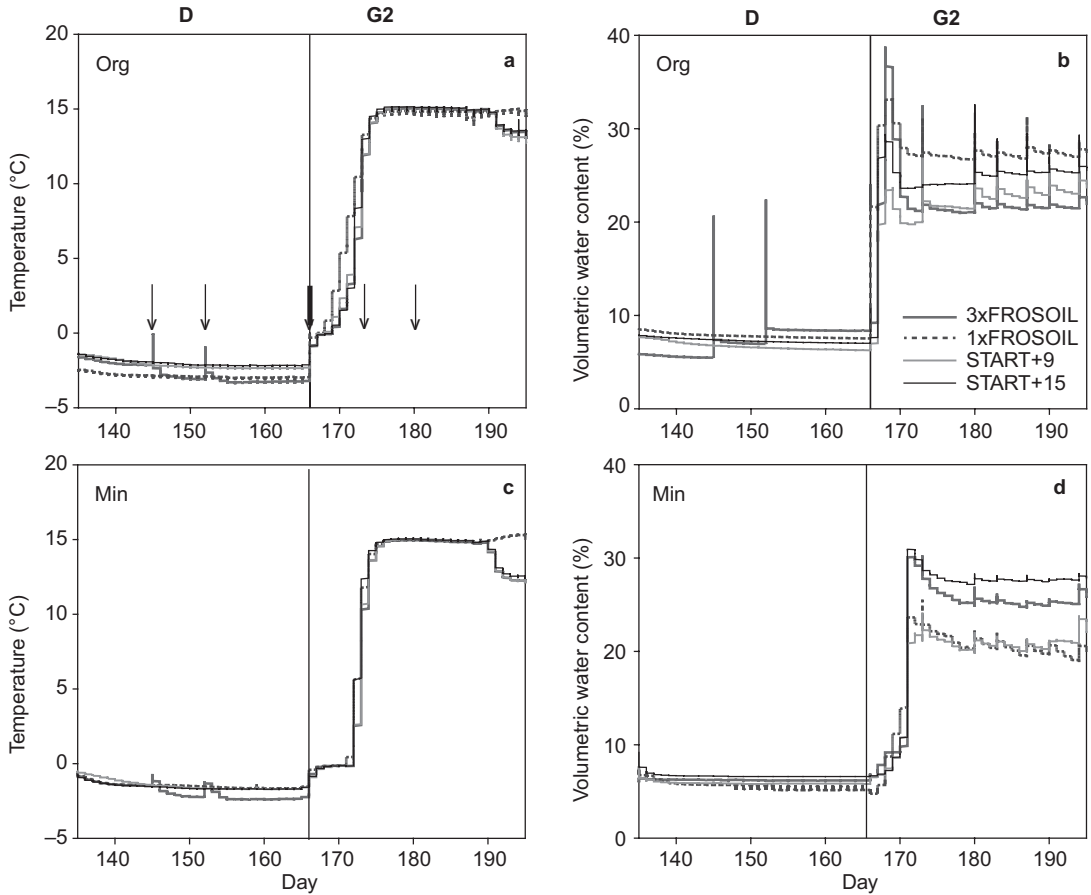 D G2 D G2
20
15
10
5
0
–5
Temperature (°C)
Org
a
140 150 160 170 180 190
40
30
20
10
0
Volumetric water content (%)
Org
b
3xFROSOIL
1xFROSOIL
START+9
START+15
140 150 160 170 180 190
20
15
10
5
0
–5
Temperature (°C)
Min
c
140 150 160 170 180 190
Day
40
30
20
10
0
Volumetric water content (%)
Min
d
140 150 160 170 180 190
Day